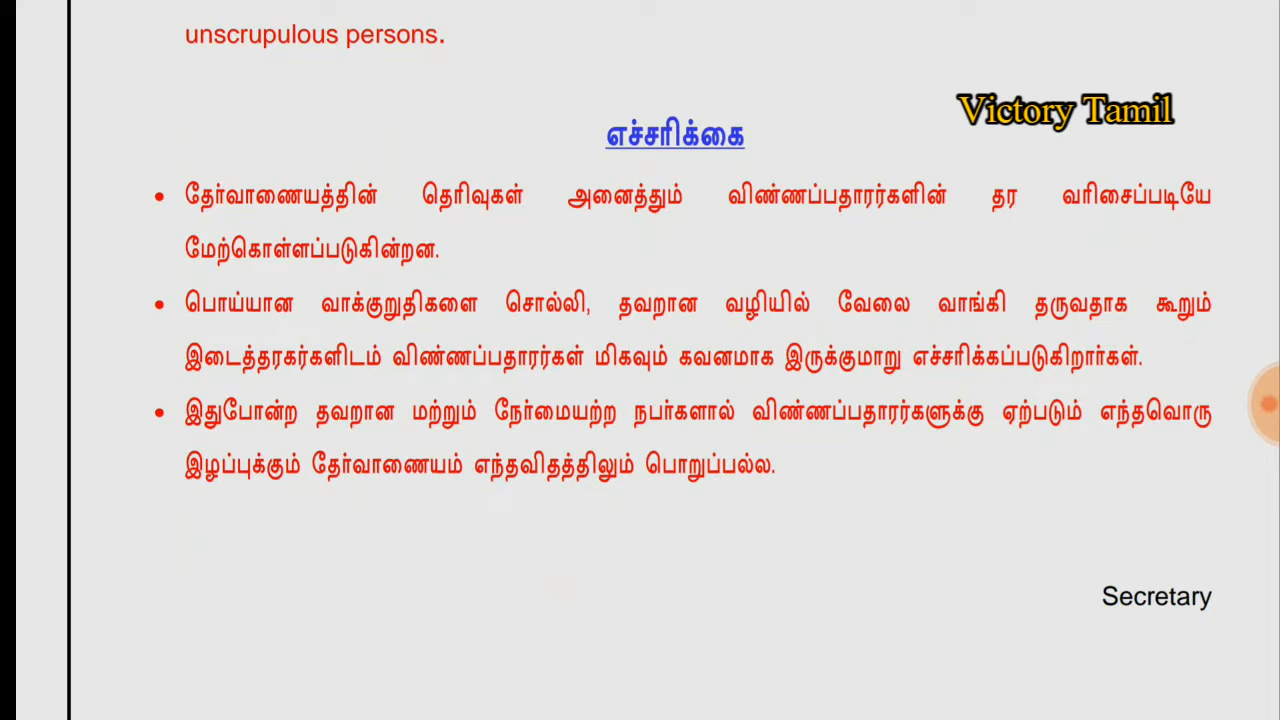 unscrupulous persons.
Victory Tamil
எச்சரிக்கை
• தேர்வாணையத்தின் தெரிவுகள் அனைத்தும் விண்ணப்பதாரர்களின் தர வரிசைப்படியே
மேற்கொள்ளப்படுகின்றன.
• பொய்யான வாக்குறுதிகளை சொல்லி, தவறான வழியில் வேலை வாங்கி தருவதாக கூறும்
இடைத்தரகர்களிடம் விண்ணப்பதாரர்கள் மிகவும் கவனமாக இருக்குமாறு எச்சரிக்கப்படுகிறார்கள்.
• இதுபோன்ற தவறான மற்றும் நேர்மையற்ற நபர்களால் விண்ணப்பதாரர்களுக்கு ஏற்படும் எந்தவொரு
இழப்புக்கும் தேர்வாணையம் எந்தவிதத்திலும் பொறுப்பல்ல.
Secretary